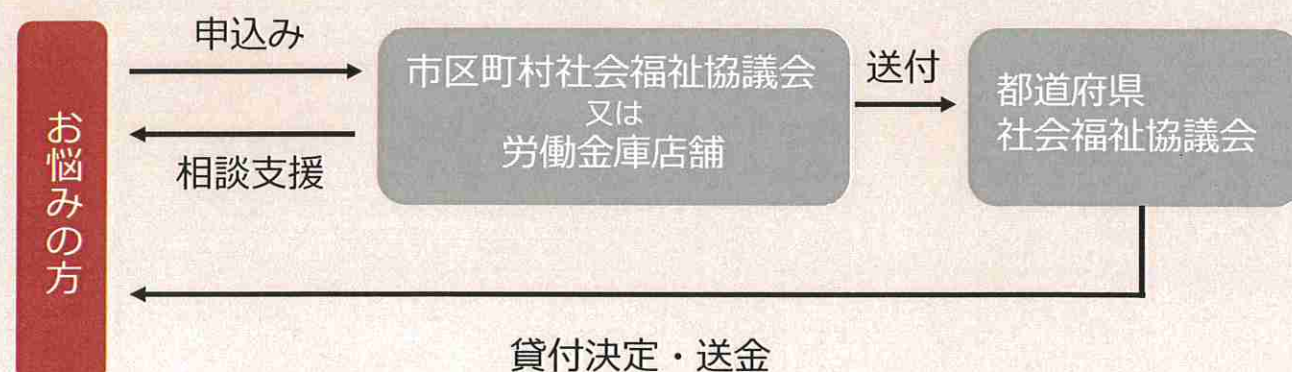 お悩みの方
申込み
相談支援
市区町村社会福祉協議会
又は
労働金庫店舗
送付
都道府県
社会福祉協議会
貸付決定・送金